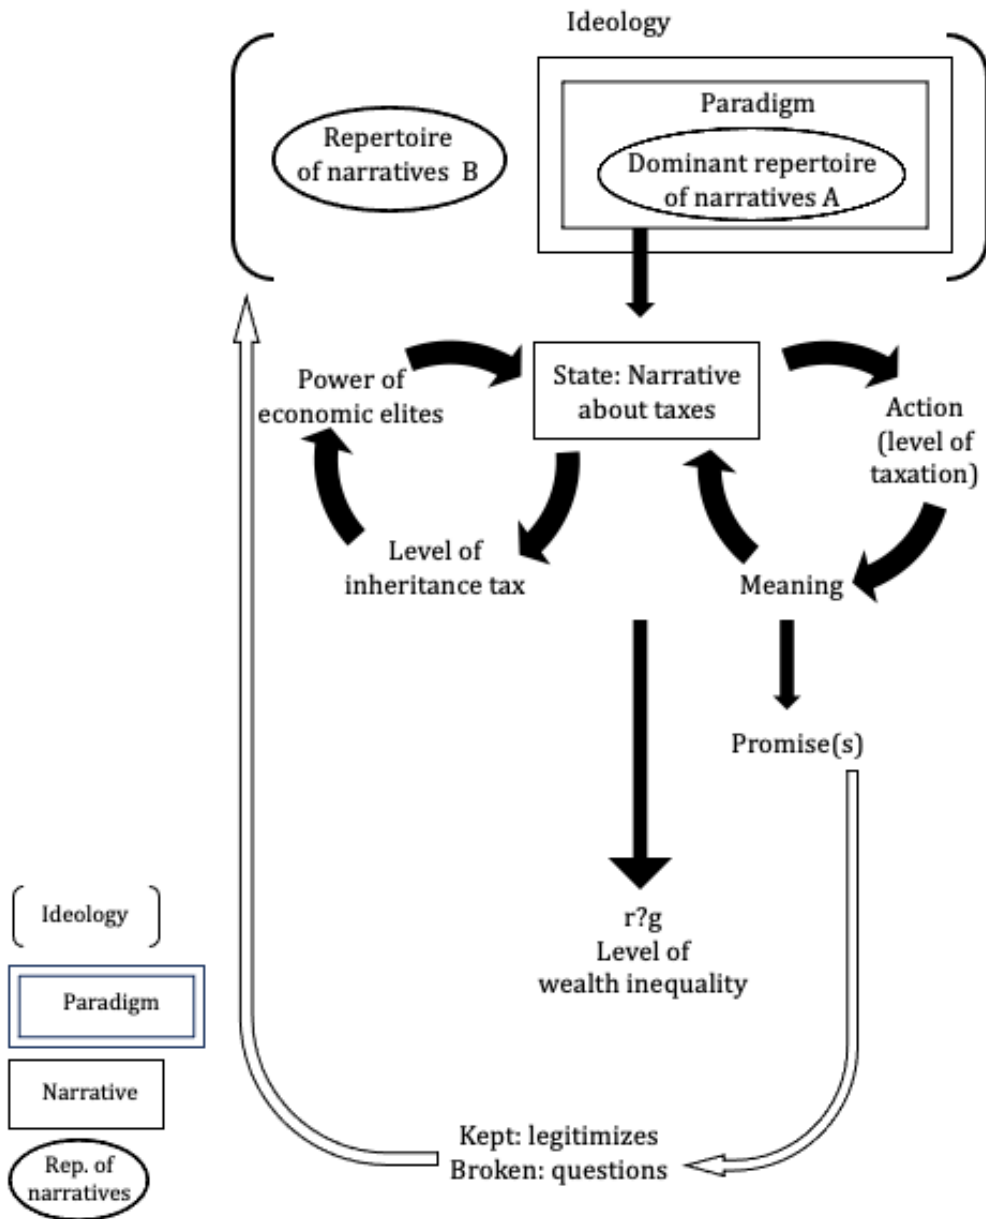 Ideology
Paradigm
Repertoire
of narratives B
Dominant repertoire
of narratives A
Power of
economic elites
State: Narrative
about taxes
Action
(level of
taxation)
Level of
inheritance tax
Meaning
Promise(s)
r?g
Level of
wealth inequality
Ideology
Paradigm
Narrative
Rep. of
narratives
Kept: legitimizes
Broken: questions